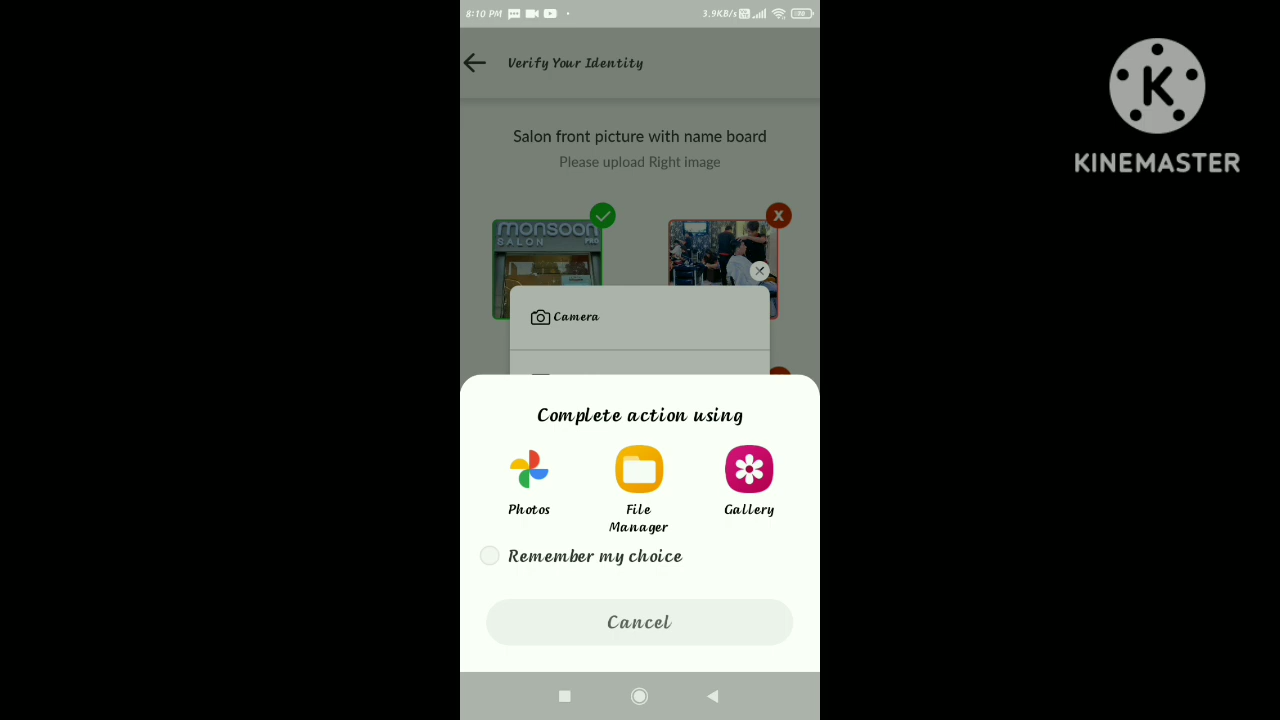 8:10 PM
3.9KB/s
Verify Your Identity
KINEMASTER
Salon front picture with name board
Please upload Right image
monsoon
SALON
PRO
Camera
Complete action using
Photos
File
Manager
Gallery
Remember my choice
Cancel